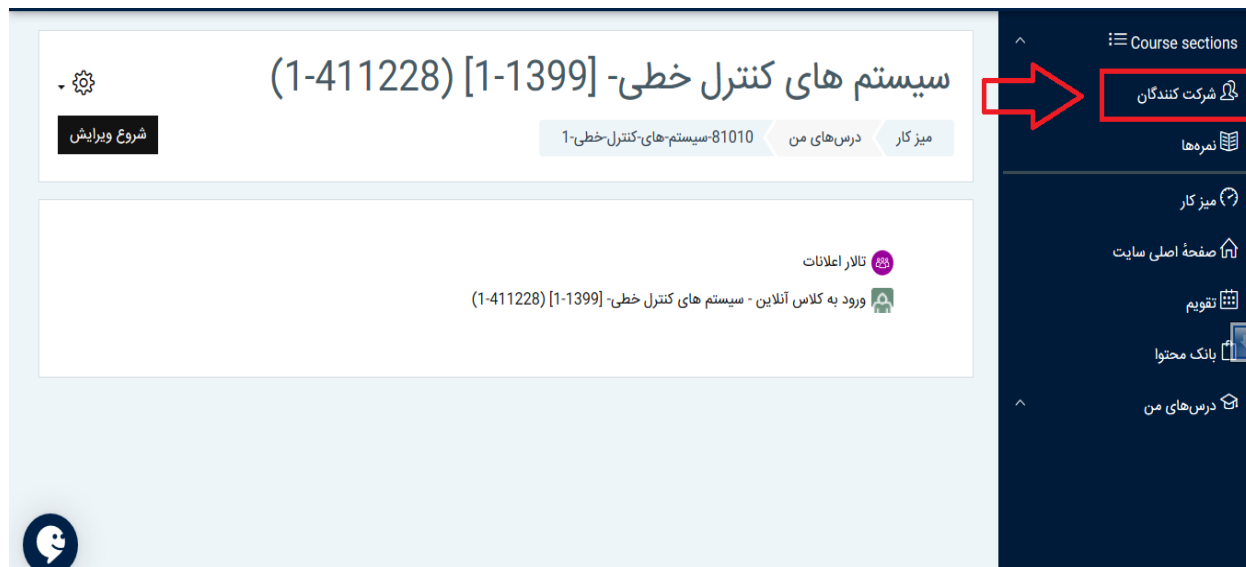 سیستم های کنترل خطی- [1399-1] (411228-1)
شروع ویرایش
میز کار
درس‌های من
81010-سیستم-های-کنترل-خطی-1
تالار اعلانات
ورود به کلاس آنلاین - سیستم های کنترل خطی- [1399-1] (411228-1)
Course sections
شرکت کنندگان
نمره‌ها
میز کار
صفحهٔ اصلی سایت
تقویم
بانک محتوا
درس‌های من